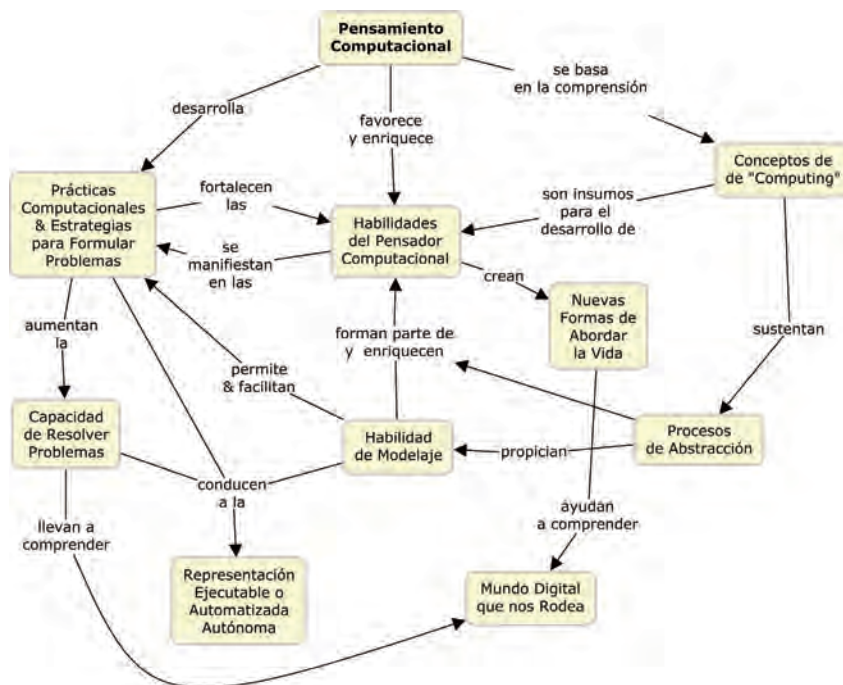 Pensamiento
Computacional
se basa
en la comprensión
desarrolla
favorece
y enriquece
Conceptos de
de "Computing"
Prácticas
Computacionales
& Estrategias
para Formular
Problemas
fortalecen
las
son insumos
para el
desarrollo de
Habilidades
del Pensador
Computacional
se
manifiestan
en las
crean
Nuevas
Formas de
Abordar
la Vida
aumentan
la
forman parte de
y enriquecen
sustentan
permite
& facilitan
Capacidad
de Resolver
Problemas
Habilidad
de Modelaje
propician
Procesos
de Abstracción
conducen
a la
ayudan
a comprender
llevan a
comprender
Representación
Ejecutable o
Automatizada
Autónoma
Mundo Digital
que nos Rodea